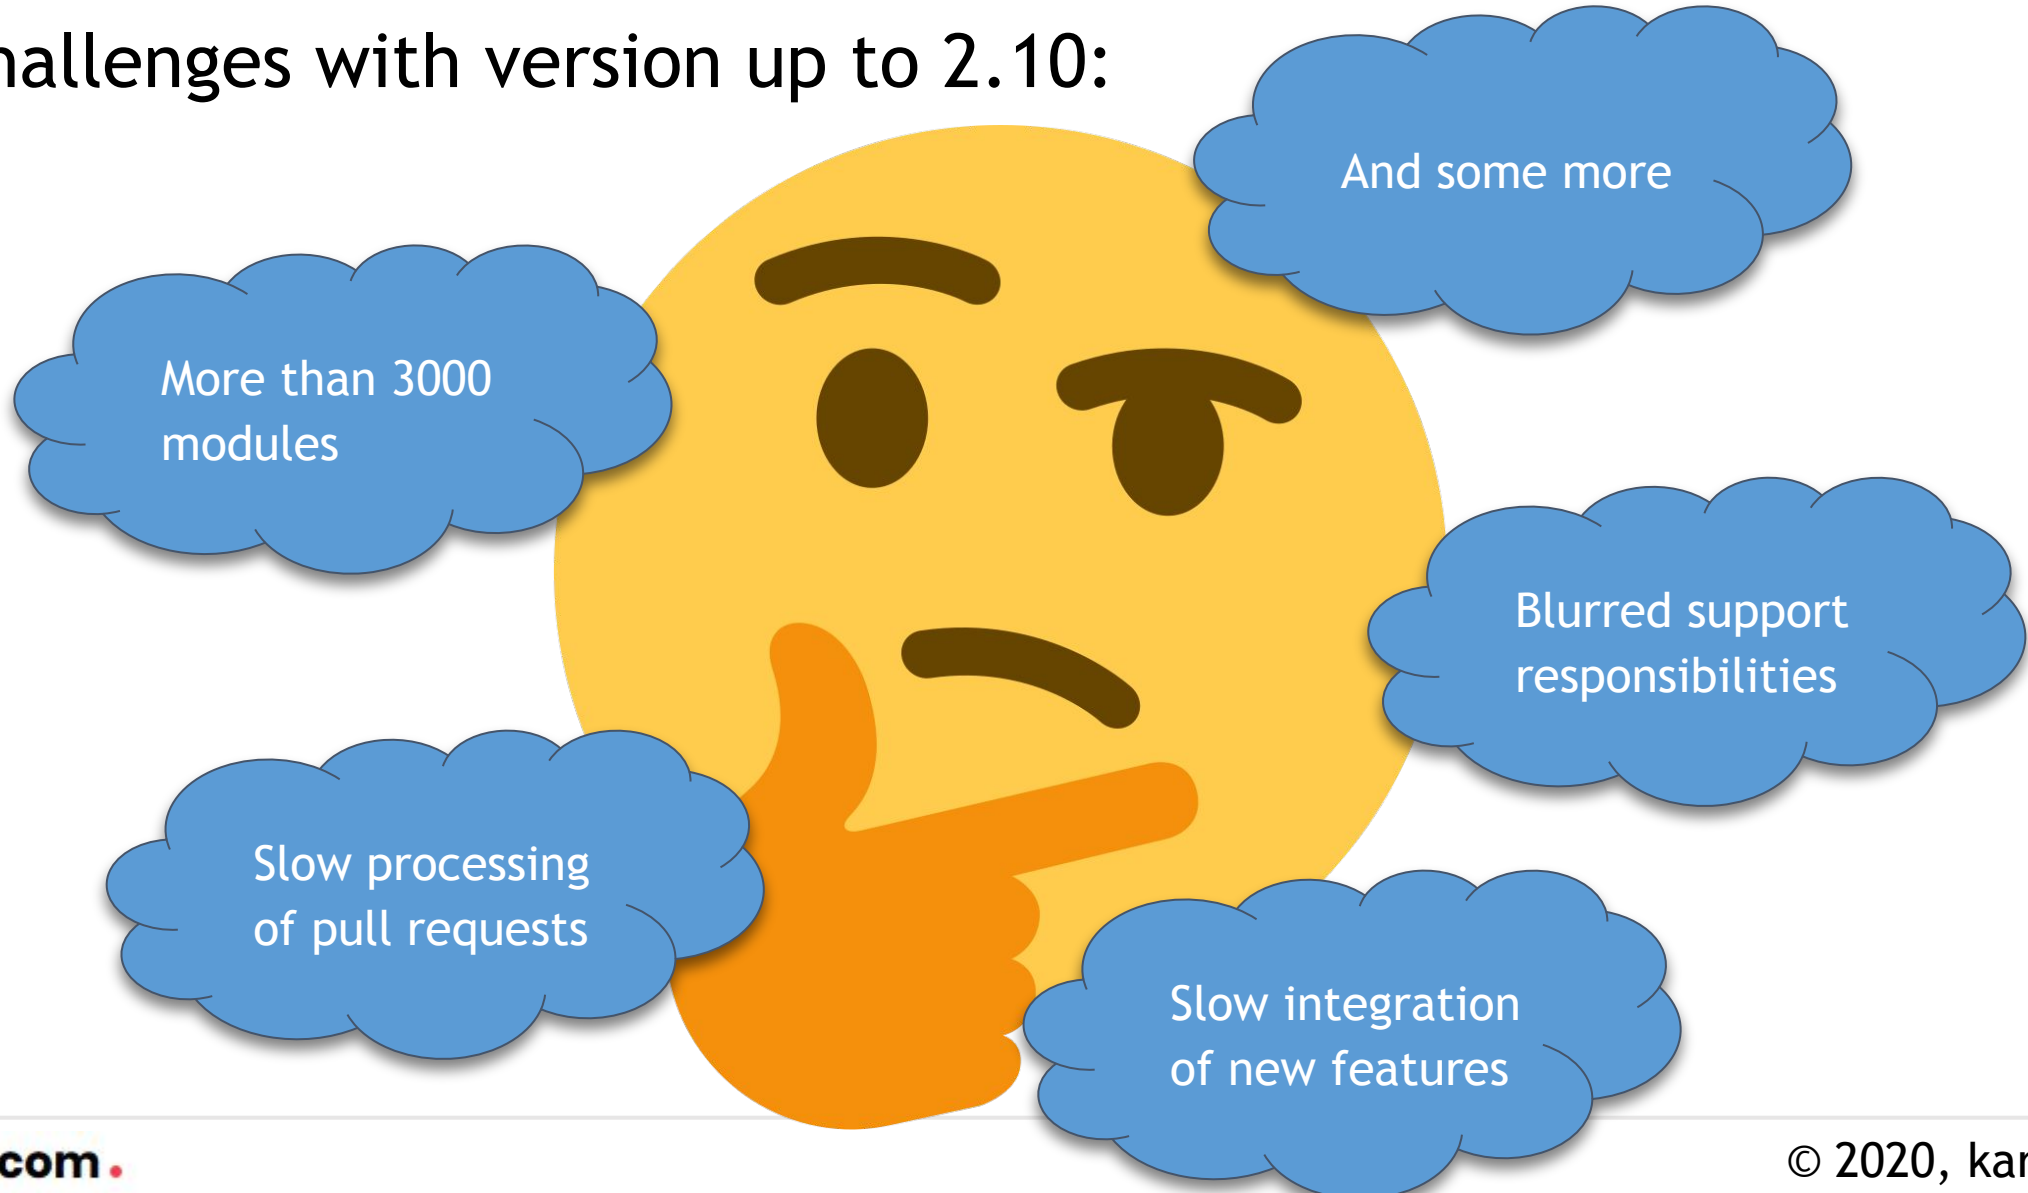 hallenges with version up to 2.10:
And some more
More than 3000
modules
Blurred support
responsibilities
Slow processing
of pull requests
Slow integration
of new features
com.
© 2020, kar